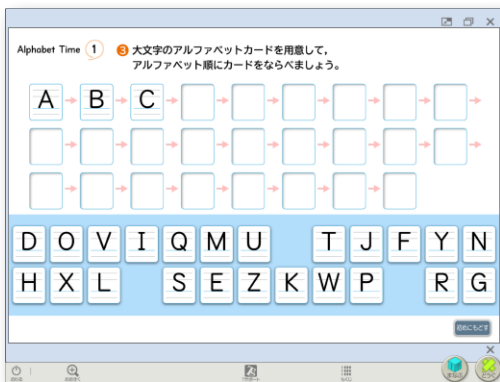 Alphabet Time 1 3 大文字のアルファベットカードを用意して,
アルファベット順にカードをならべましょう。
A B C
D O V I Q M U T J F Y N
H X L S E Z K W P R G
初めにもどす